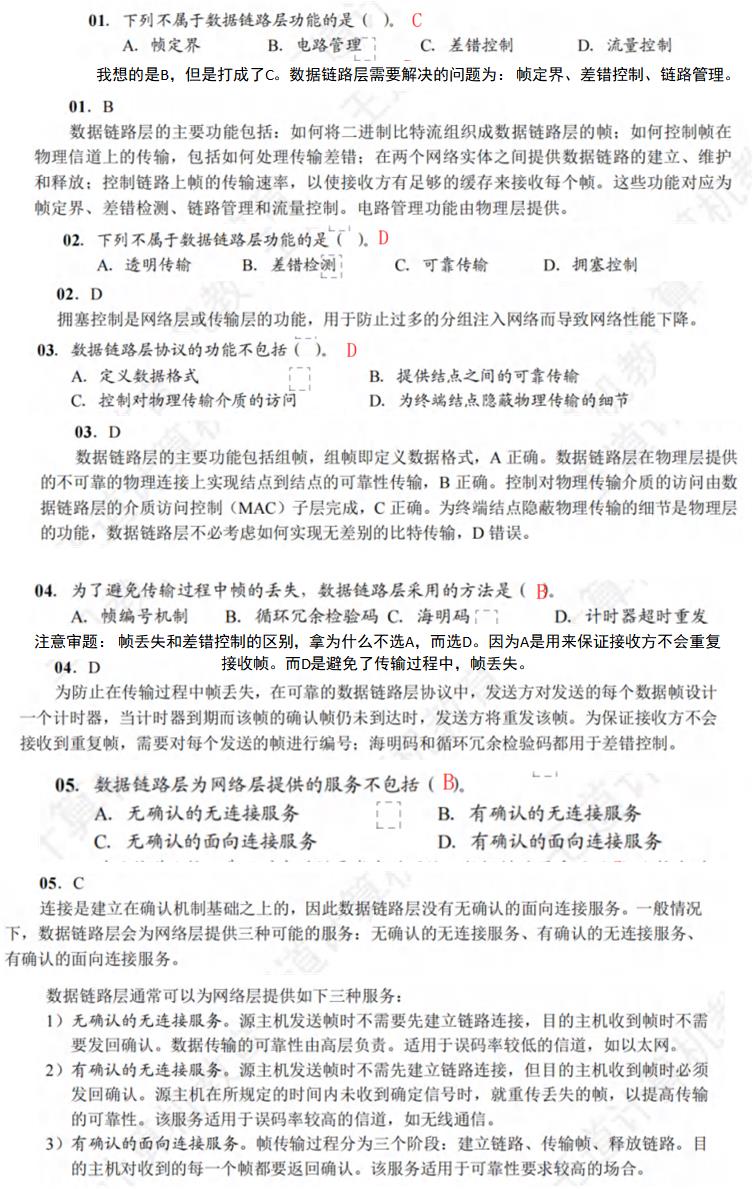 01. 下列不属于数据链路层功能的是（ ）。 C
A. 帧定界 B. 电路管理 C. 差错控制 D. 流量控制
我想的是B，但是打成了C。数据链路层需要解决的问题为： 帧定界、差错控制、链路管理。
01．B
数据链路层的主要功能包括：如何将二进制比特流组织成数据链路层的帧；如何控制帧在
物理信道上的传输，包括如何处理传输差错；在两个网络实体之间提供数据链路的建立、维护
和释放；控制链路上帧的传输速率，以使接收方有足够的缓存来接收每个帧。这些功能对应为
帧定界、差错检测、链路管理和流量控制。电路管理功能由物理层提供。
02. 下列不属于数据链路层功能的是（ ）。D
A. 透明传输 B. 差错检测 C. 可靠传输 D. 拥塞控制
02．D
拥塞控制是网络层或传输层的功能，用于防止过多的分组注入网络而导致网络性能下降。
03. 数据链路层协议的功能不包括（ ）。 D
A. 定义数据格式 B. 提供结点之间的可靠传输
C. 控制对物理传输介质的访问 D. 为终端结点隐蔽物理传输的细节
03．D
数据链路层的主要功能包括组帧，组帧即定义数据格式，A 正确。数据链路层在物理层提供
的不可靠的物理连接上实现结点到结点的可靠性传输，B 正确。控制对物理传输介质的访问由数
据链路层的介质访问控制（MAC）子层完成，C 正确。为终端结点隐蔽物理传输的细节是物理层
的功能，数据链路层不必考虑如何实现无差别的比特传输，D 错误。
04. 为了避免传输过程中帧的丢失，数据链路层采用的方法是（ B）。
A. 帧编号机制 B. 循环冗余检验码 C. 海明码 D. 计时器超时重发
注意审题： 帧丢失和差错控制的区别，拿为什么不选A，而选D。因为A是用来保证接收方不会重复
接收帧。而D是避免了传输过程中，帧丢失。
04．D
为防止在传输过程中帧丢失，在可靠的数据链路层协议中，发送方对发送的每个数据帧设计
一个计时器，当计时器到期而该帧的确认帧仍未到达时，发送方将重发该帧。为保证接收方不会
接收到重复帧，需要对每个发送的帧进行编号；海明码和循环冗余检验码都用于差错控制。
05. 数据链路层为网络层提供的服务不包括（ B）。
A. 无确认的无连接服务 B. 有确认的无连接服务
C. 无确认的面向连接服务 D. 有确认的面向连接服务
05．C
连接是建立在确认机制基础之上的，因此数据链路层没有无确认的面向连接服务。一般情况
下，数据链路层会为网络层提供三种可能的服务：无确认的无连接服务、有确认的无连接服务、
有确认的面向连接服务。
数据链路层通常可以为网络层提供如下三种服务：
1）无确认的无连接服务。源主机发送帧时不需要先建立链路连接，目的主机收到帧时不需
要发回确认。数据传输的可靠性由高层负责。适用于误码率较低的信道，如以太网。
2）有确认的无连接服务。源主机发送帧时不需先建立链路连接，但目的主机收到帧时必须
发回确认。源主机在所规定的时间内未收到确定信号时，就重传丢失的帧，以提高传输
的可靠性。该服务适用于误码率较高的信道，如无线通信。
3）有确认的面向连接服务。帧传输过程分为三个阶段：建立链路、传输帧、释放链路。目
的主机对收到的每一个帧都要返回确认。该服务适用于可靠性要求较高的场合。